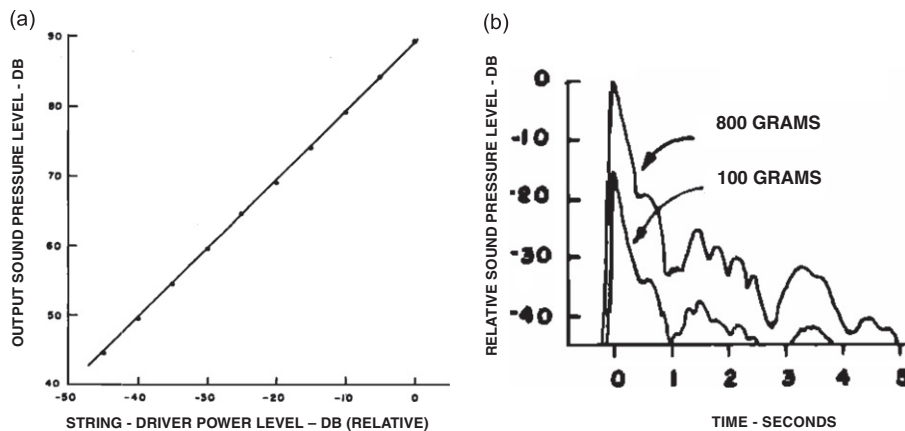 (a)
OUTPUT SOUND PRESSURE LEVEL - DB
90
80
70
60
50
40
-50 -40 -30 -20 -10 0
STRING - DRIVER POWER LEVEL – DB (RELATIVE)
(b)
RELATIVE SOUND PRESSURE LEVEL - DB
0
-10
-20
-30
-40
800 GRAMS
100 GRAMS
0 1 2 3 4 5
TIME - SECONDS